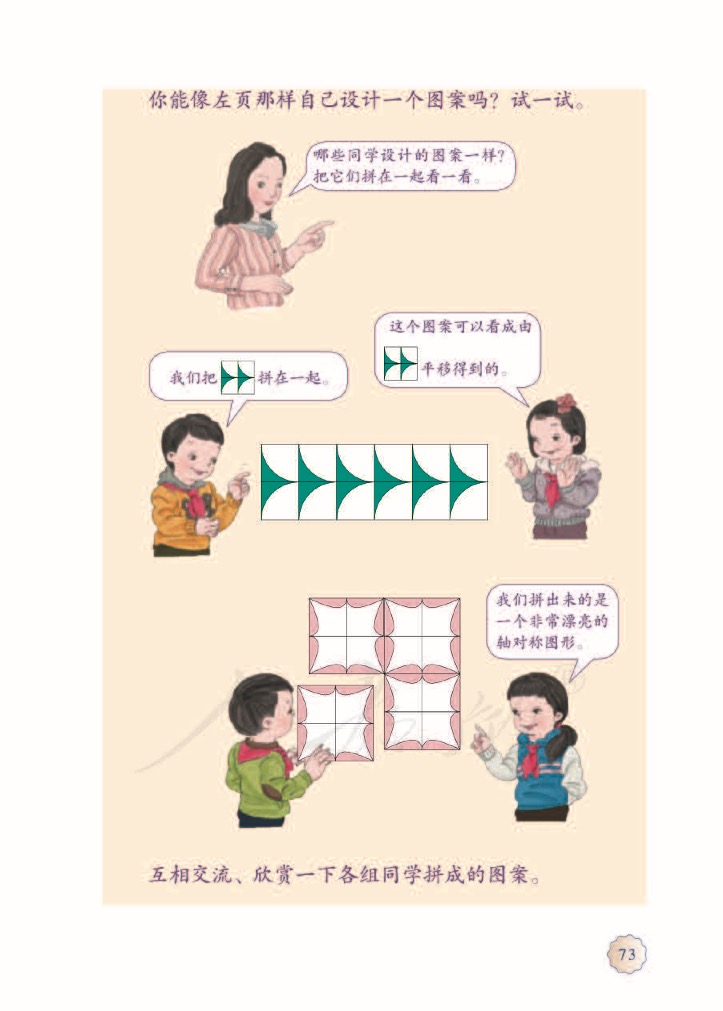 你能像左页那样自己设计一个图案吗？试一试。
哪些同学设计的图案一样？
把它们拼在一起看一看。
这个图案可以看成由
平移得到的。
我们把拼在一起。
我们拼出来的是
一个非常漂亮的
轴对称图形。
互相交流、欣赏一下各组同学拼成的图案。
73